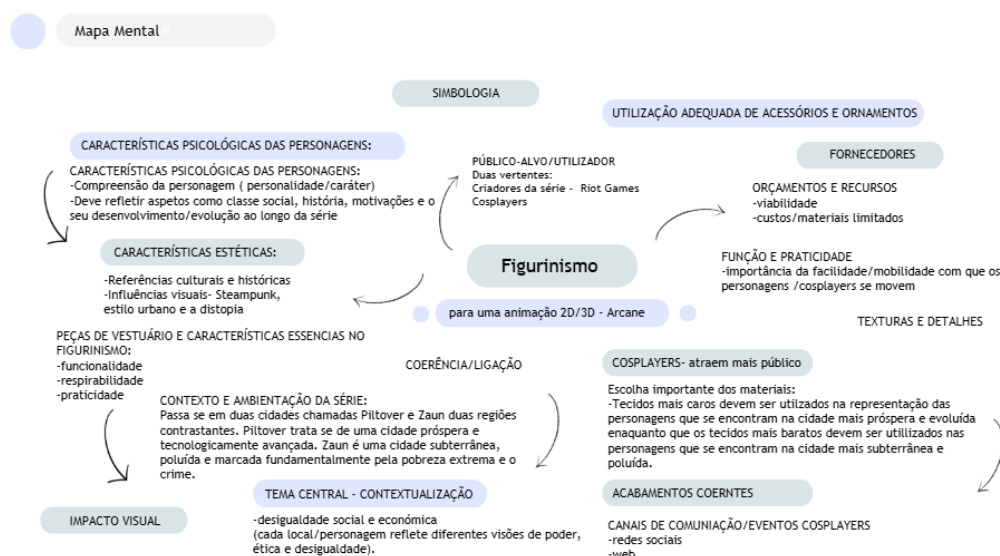 Mapa Mental
SIMBOLOGIA
UTILIZAÇÃO ADEQUADA DE ACESSÓRIOS E ORNAMENTOS
CARACTERÍSTICAS PSICOLÓGICAS DAS PERSONAGENS:
CARACTERÍSTICAS PSICOLÓGICAS DAS PERSONAGENS:
-Compreensão da personagem ( personalidade/caráter)
-Deve refletir aspetos como classe social, história, motivações e o
seu desenvolvimento/evolução ao longo da série
PÚBLICO-ALVO/UTILIZADOR
Duas vertentes:
Criadores da série - Riot Games
Cosplayers
FORNECEDORES
ORÇAMENTOS E RECURSOS
-viabilidade
-custos/materiais limitados
CARACTERÍSTICAS ESTÉTICAS:
-Referências culturais e históricas
-Influências visuais- Steampunk,
estilo urbano e a distopia
Figurinismo
para uma animação 2D/3D - Arcane
FUNÇÃO E PRATICIDADE
-importância da facilidade/mobilidade com que os
personagens /cosplayers se movem
TEXTURAS E DETALHES
PEÇAS DE VESTUÁRIO E CARACTERÍSTICAS ESSENCIAS NO
FIGURINISMO:
-funcionalidade
-respirabilidade
-praticidade
COERÊNCIA/LIGAÇÃO
COSPLAYERS- atraem mais público
Escolha importante dos materiais:
-Tecidos mais caros devem ser utilzados na representação das
personagens que se encontram na cidade mais próspera e evoluída
enaquanto que os tecidos mais baratos devem ser utillizados nas
personagens que se encontram na cidade mais subterrânea e
poluída.
CONTEXTO E AMBIENTAÇÃO DA SÉRIE:
Passa se em duas cidades chamadas Piltover e Zaun duas regiões
contrastantes. Piltover trata se de uma cidade próspera e
tecnologicamente avançada. Zaun é uma cidade subterrânea,
poluída e marcada fundamentalmente pela pobreza extrema e o
crime.
TEMA CENTRAL - CONTEXTUALIZAÇÃO
-desigualdade social e económica
(cada local/personagem reflete diferentes visões de poder,
ética e desigualdade).
IMPACTO VISUAL
ACABAMENTOS COERNTES
CANAIS DE COMUNIAÇÃO/EVENTOS COSPLAYERS
-redes sociais
-web